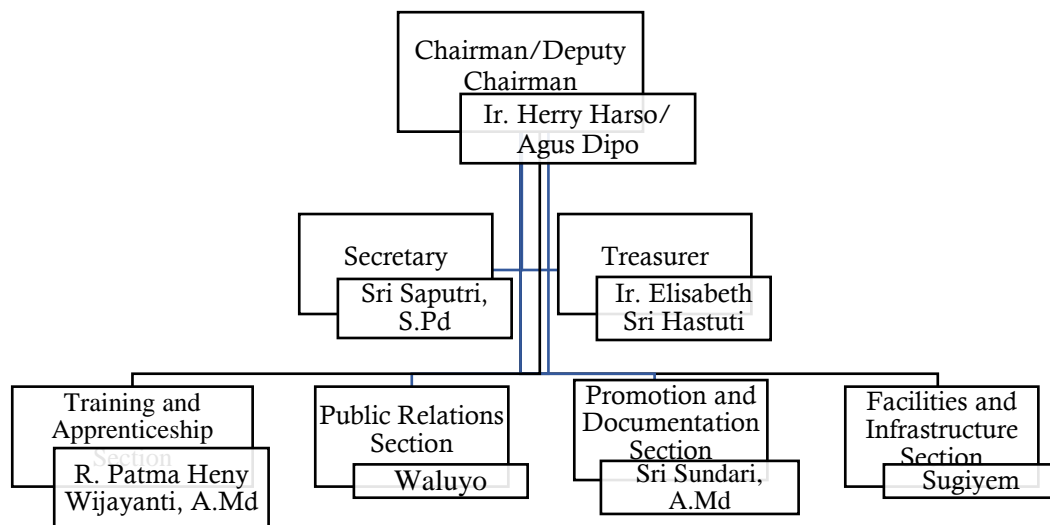 Chairman/Deputy
Chairman
Ir. Herry Harso/
Agus Dipo
Secretary
Sri Saputri,
S.Pd
Treasurer
Ir. Elisabeth
Sri Hastuti
Training and
Apprenticeship
Section
R. Patma Heny
Wijayanti, A.Md
Public Relations
Section
Waluyo
Promotion and
Documentation
Section
Sri Sundari,
A.Md
Facilities and
Infrastructure
Section
Sugiyem